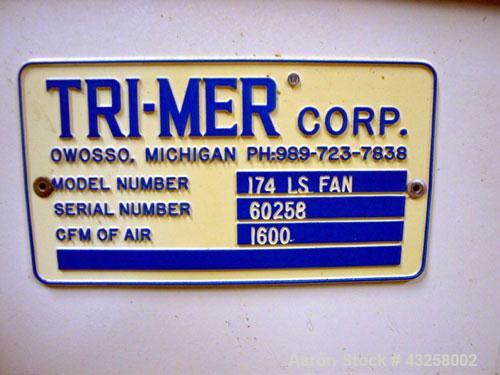 TRI-MER CORP.
OWOSSO, MICHIGAN PH:989-723-7838
MODEL NUMBER 174 LS FAN
SERIAL NUMBER 60258
CFM OF AIR 1600
Aaron Stock # 43258002